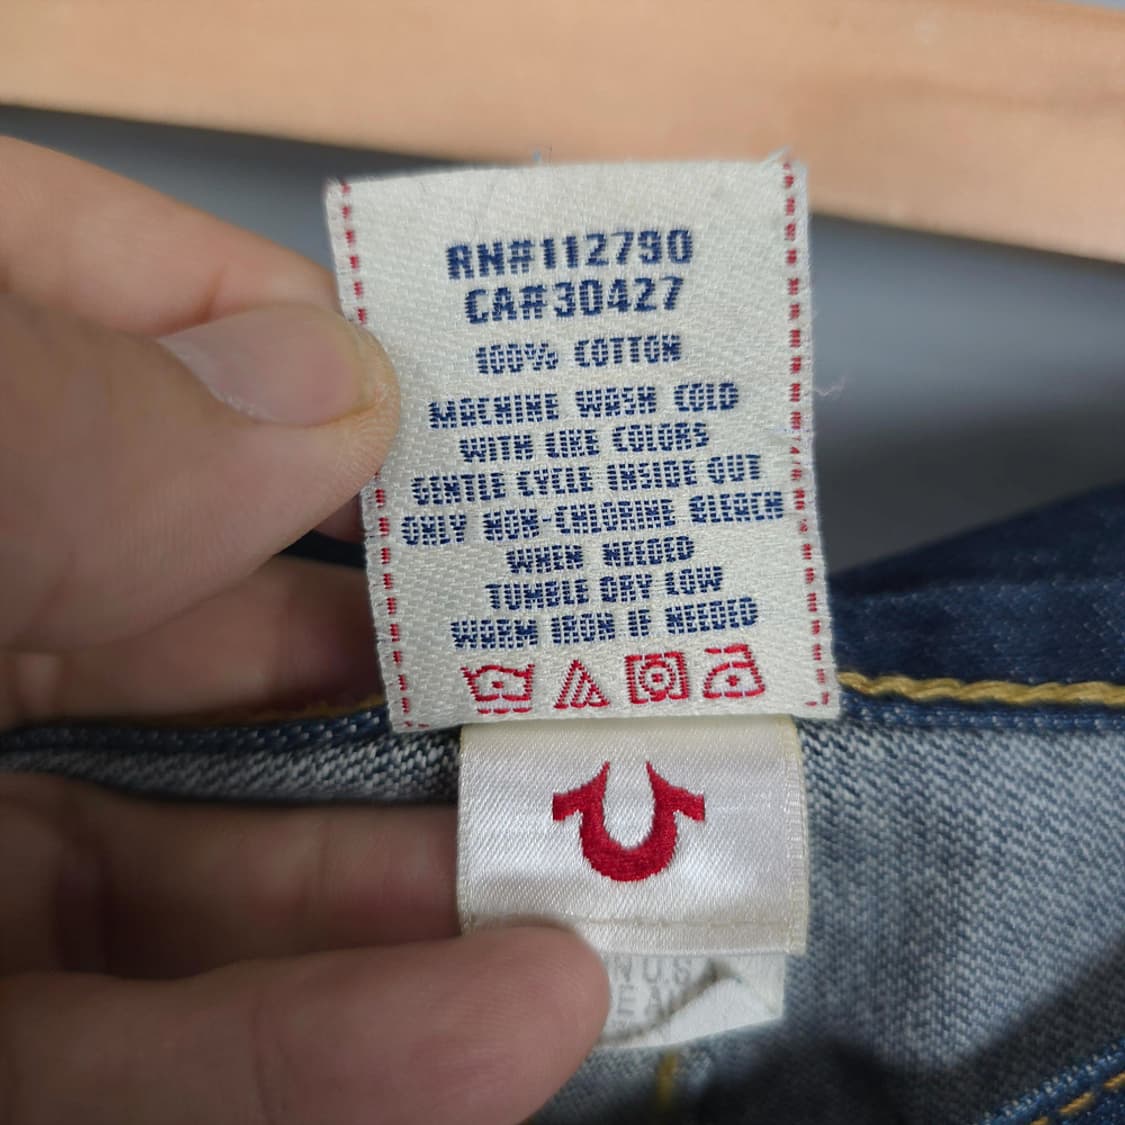 RN#112790
CA#30427
100% COTTON
MACHINE WASH COLD
WITH LIKE COLORS
GENTLE CYCLE INSIDE OUT
ONLY NON-CHLORINE BLEACH
WHEN NEEDED
TUMBLE DRY LOW
WARM IRON IF NEEDED